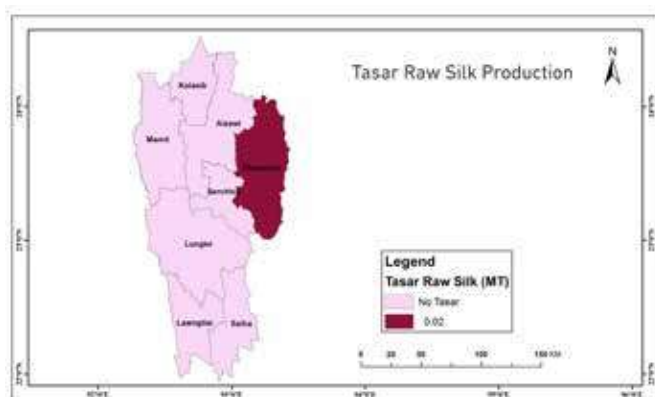 Tasar Raw Silk Production
N
Kolasib
Aizawl
Mamit
Serchhip
Lunglei
Lawngtlai
Saiha
Legend
Tasar Raw Silk (MT)
No Tasar
0.02
0 25 50 100 150 KM